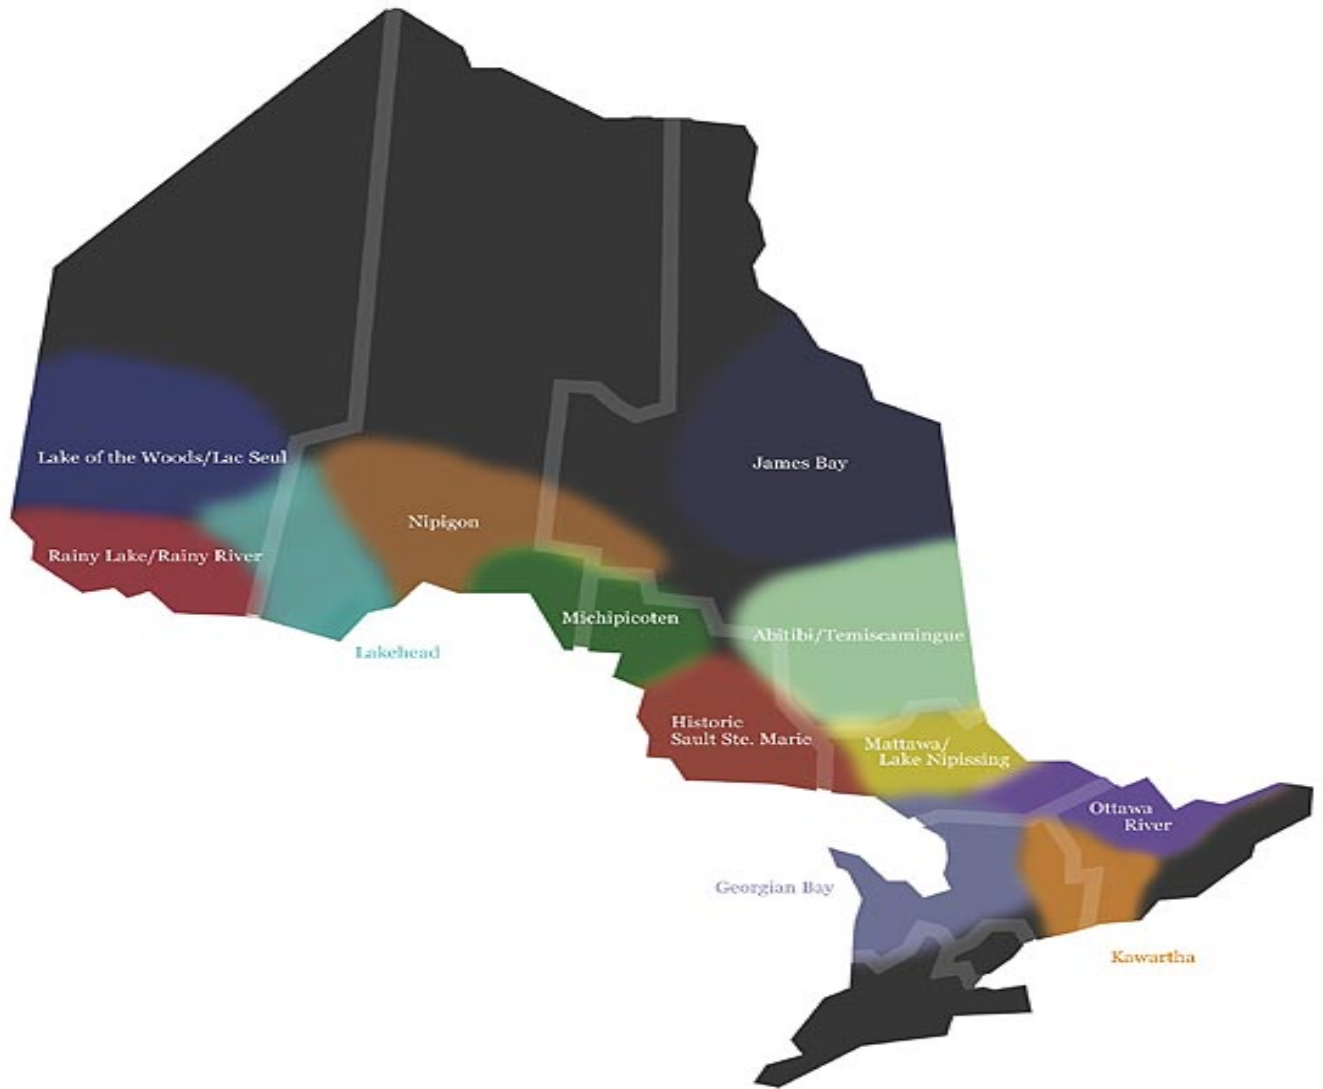 Lake of the Woods/Lac Seul
James Bay
Nipigon
Rainy Lake/Rainy River
Michipicoten
Abitibi/Temiscamingue
Lakehead
Historic
Sault Ste. Marie
Mattawa/
Lake Nipissing
Ottawa
River
Georgian Bay
Kawartha